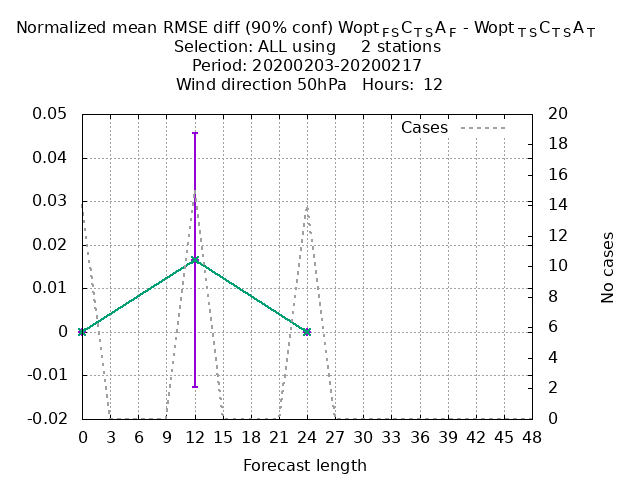 Normalized mean RMSE diff (90% conf) Wopt FS C TS A F - Wopt TS C TS A T
Selection: ALL using 2 stations
Period: 20200203-20200217
Wind direction 50hPa Hours: 12
Cases
0.05
0.04
0.03
0.02
0.01
0
-0.01
-0.02
20
18
16
14
12
10
8
6
4
2
0
No cases
0 3 6 9 12 15 18 21 24 27 30 33 36 39 42 45 48
Forecast length